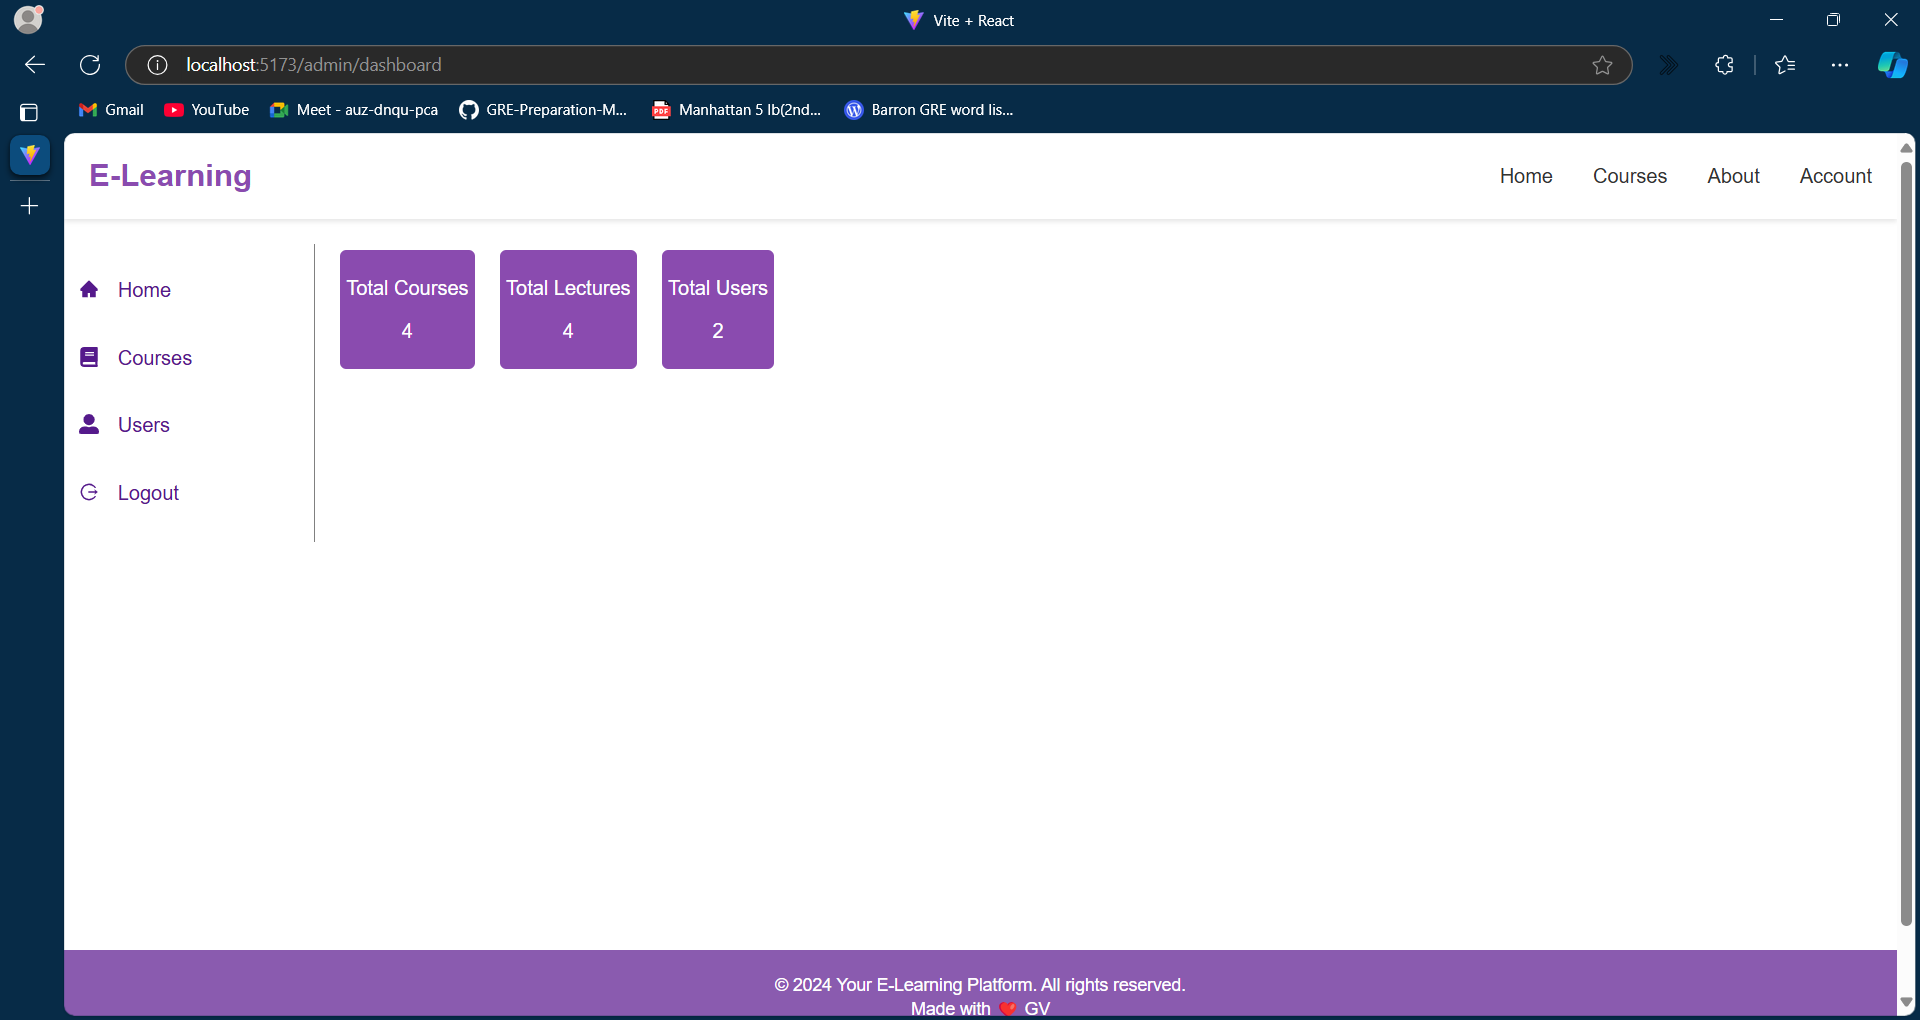 Vite + React
localhost:5173/admin/dashboard
Gmail YouTube Meet - auz-dnqu-pca GRE-Preparation-M... Manhattan 5 lb(2nd... Barron GRE word lis...
E-Learning
Home Courses About Account
Home
Courses
Users
Logout
Total Courses
4
Total Lectures
4
Total Users
2
© 2024 Your E-Learning Platform. All rights reserved.
Made with ❤️ GV